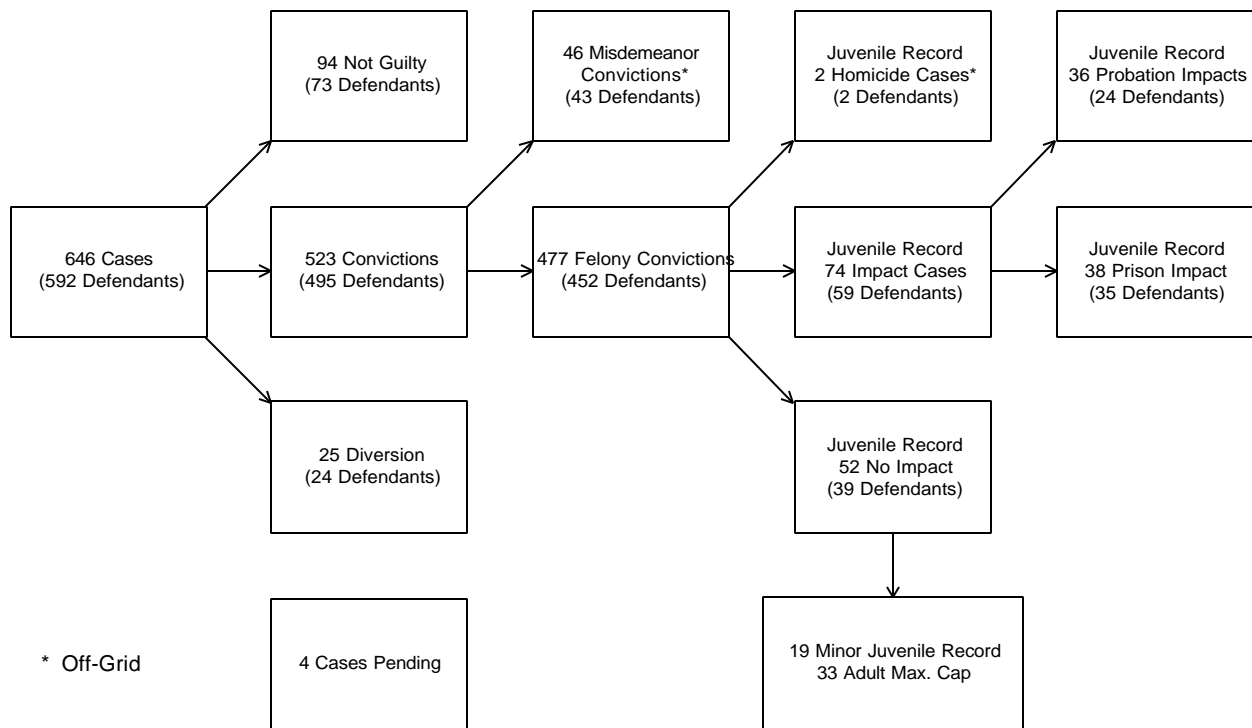 94 Not Guilty
(73 Defendants)
46 Misdemeanor
Convictions*
(43 Defendants)
Juvenile Record
2 Homicide Cases*
(2 Defendants)
Juvenile Record
36 Probation Impacts
(24 Defendants)
646 Cases
(592 Defendants)
523 Convictions
(495 Defendants)
477 Felony Convictions
(452 Defendants)
Juvenile Record
74 Impact Cases
(59 Defendants)
Juvenile Record
38 Prison Impact
(35 Defendants)
25 Diversion
(24 Defendants)
Juvenile Record
52 No Impact
(39 Defendants)
* Off-Grid
4 Cases Pending
19 Minor Juvenile Record
33 Adult Max. Cap